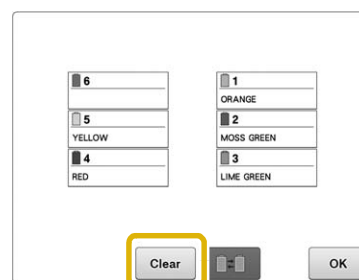 6
5
YELLOW
4
RED
1
ORANGE
2
MOSS GREEN
3
LIME GREEN
Clear
OK